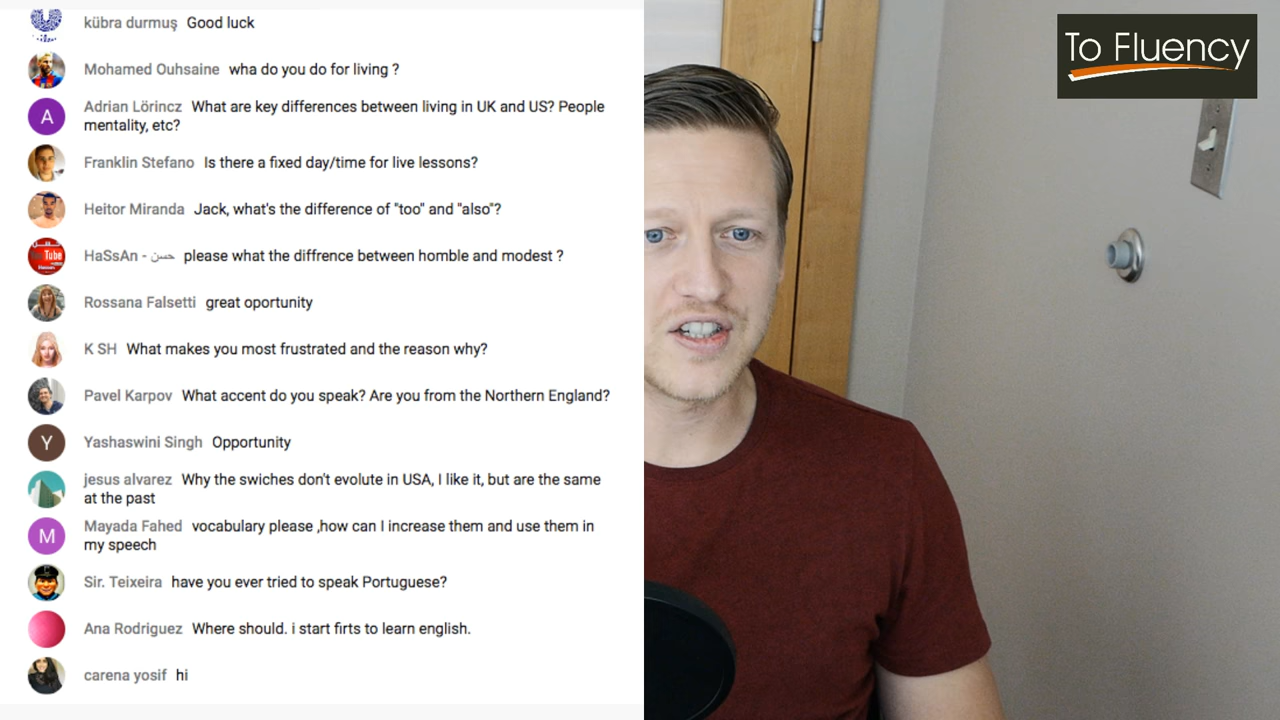 kübra durmuş Good luck
Mohamed Ouhsaine wha do you do for living ?
Adrian Lörincz What are key differences between living in UK and US? People
mentality, etc?
A
Franklin Stefano Is there a fixed day/time for live lessons?
Heitor Miranda Jack, what's the difference of "too" and "also"?
HaSsAn - حسن please what the diffrence between homble and modest ?
Tube
Rossana Falsetti great oportunity
K SH What makes you most frustrated and the reason why?
Pavel Karpov What accent do you speak? Are you from the Northern England?
Y
Yashaswini Singh Opportunity
jesus alvarez Why the swiches don't evolute in USA, I like it, but are the same
at the past
M
Mayada Fahed vocabulary please ,how can I increase them and use them in
my speech
Sir. Teixeira have you ever tried to speak Portuguese?
Ana Rodriguez Where should. i start firts to learn english.
carena yosif hi
To Fluency